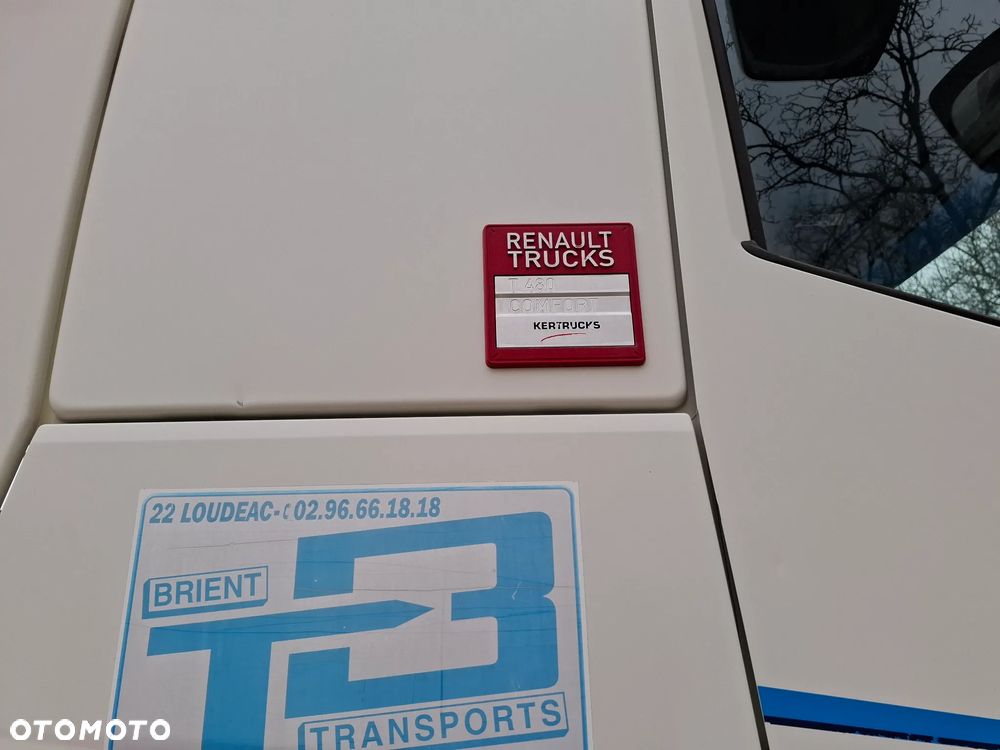 RENAULT
TRUCKS
T 480
COMFORT
KERTRUCKS
22 LOUDEAC-02.96.66.18.18
BRIENT
TB
TRANSPORTS
OTOMOTO